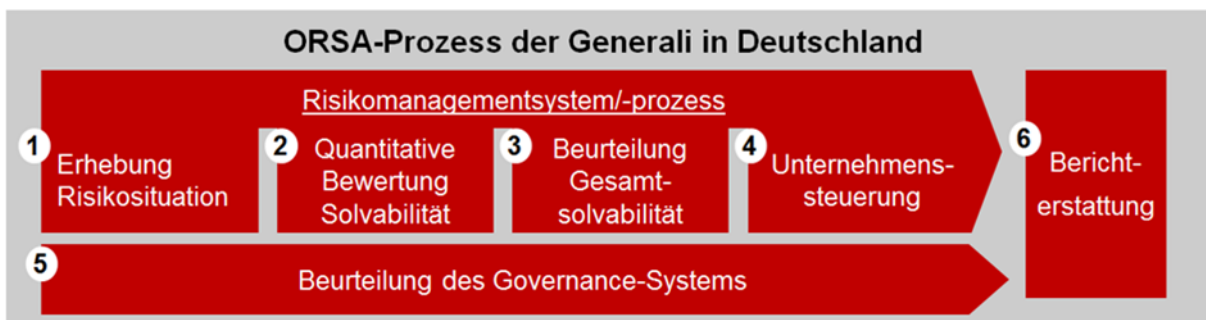 ORSA-Prozess der Generali in Deutschland
Risikomanagementsystem/-prozess
1
Erhebung
Risikosituation
2
Quantitative
Bewertung
Solvabilität
3
Beurteilung
Gesamt-
solvabilität
4
Unternehmens-
steuerung
5
Beurteilung des Governance-Systems
6
Bericht-
erstattung